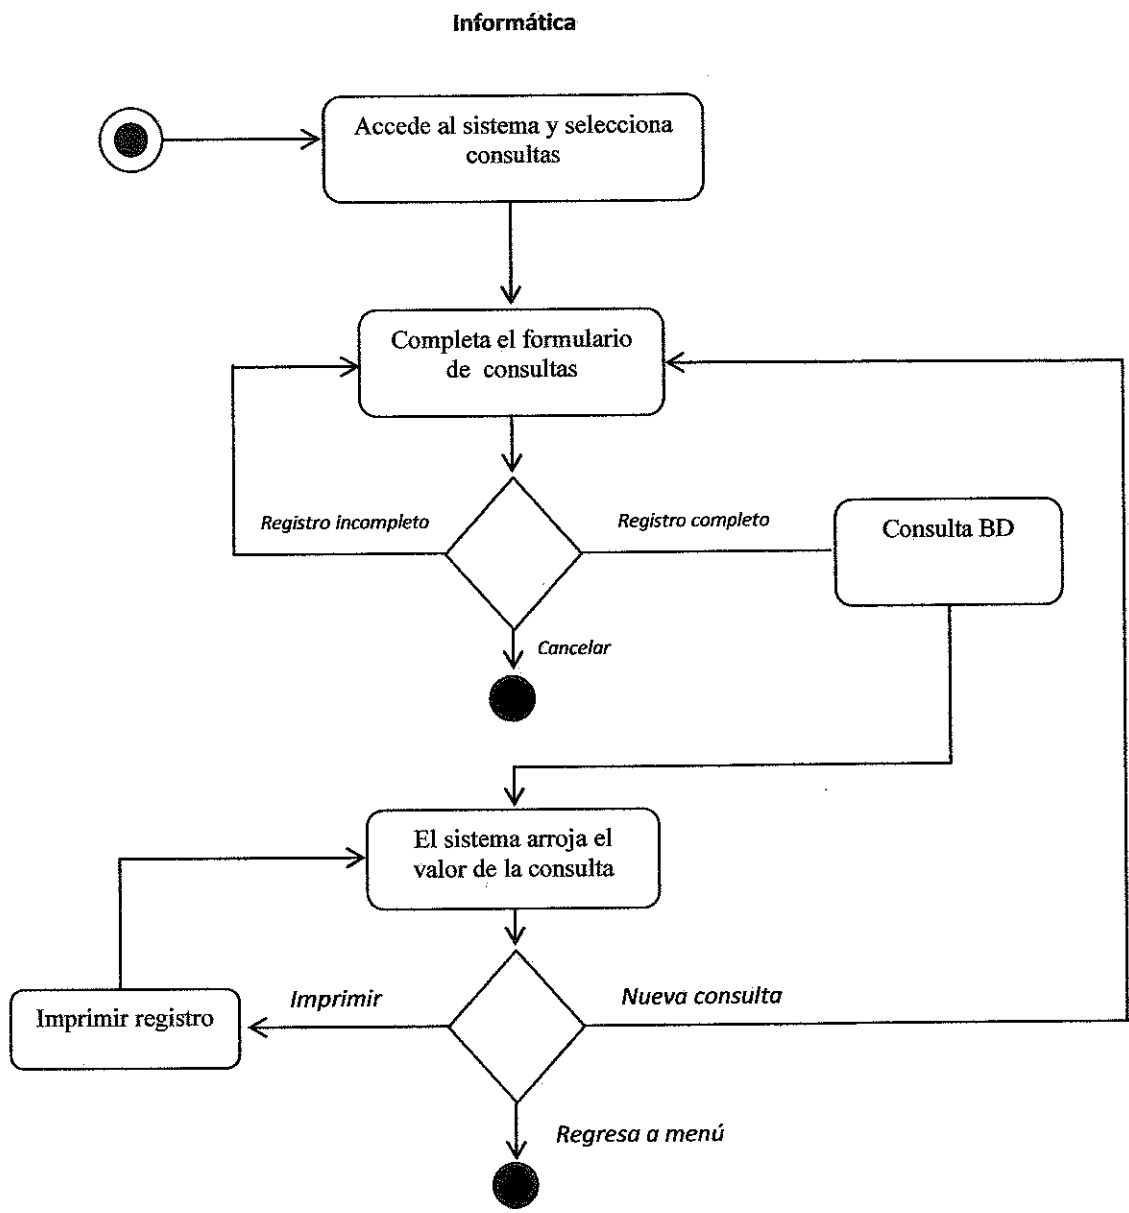 Informática
Accede al sistema y selecciona
consultas
Completa el formulario
de consultas
Registro incompleto
Registro completo
Consulta BD
Cancelar
El sistema arroja el
valor de la consulta
Imprimir
Nueva consulta
Imprimir registro
Regresa a menú